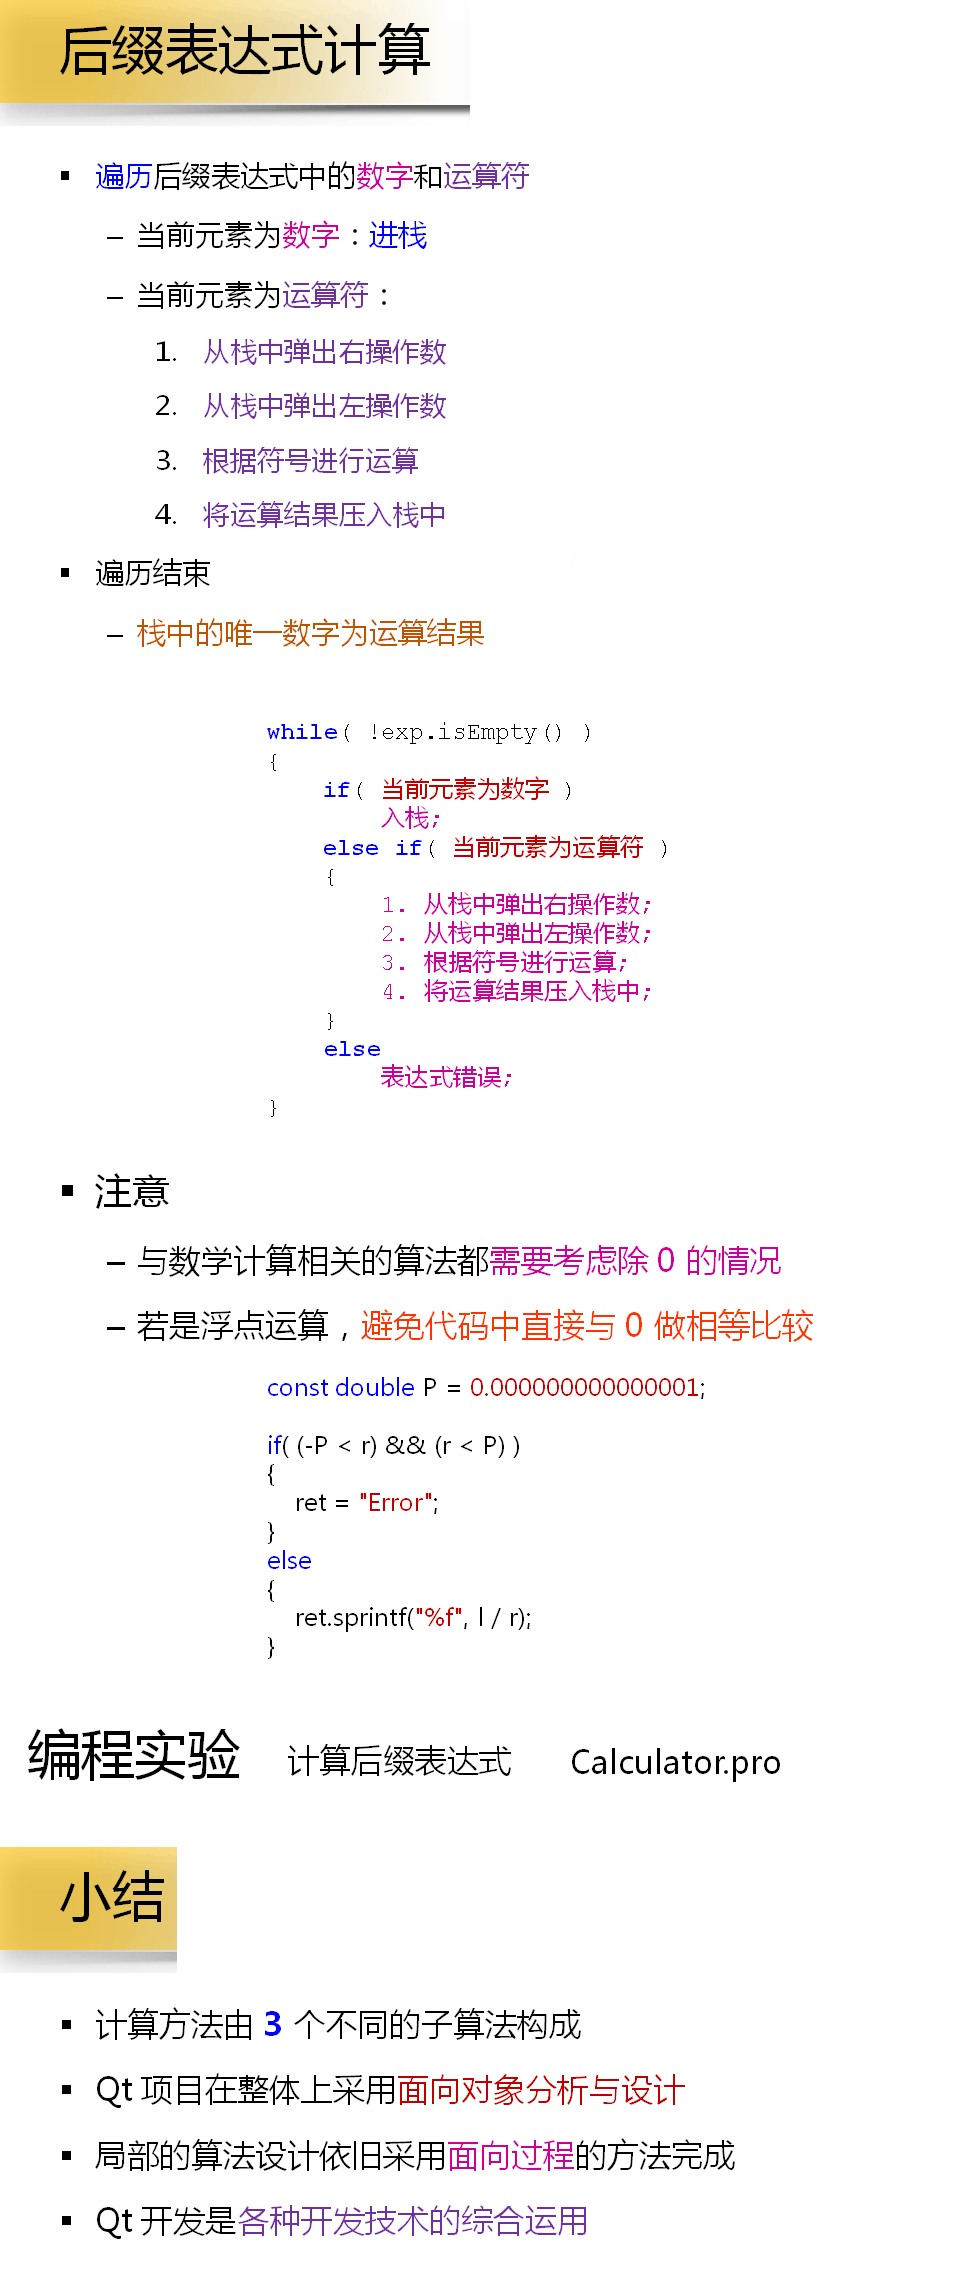 后缀表达式计算
▪ 遍历后缀表达式中的数字和运算符
– 当前元素为数字：进栈
– 当前元素为运算符：
1. 从栈中弹出右操作数
2. 从栈中弹出左操作数
3. 根据符号进行运算
4. 将运算结果压入栈中
▪ 遍历结束
– 栈中的唯一数字为运算结果
while( !exp.isEmpty() )
{
if( 当前元素为数字 )
入栈;
else if( 当前元素为运算符 )
{
1. 从栈中弹出右操作数;
2. 从栈中弹出左操作数;
3. 根据符号进行运算;
4. 将运算结果压入栈中;
}
else
表达式错误;
}
▪ 注意
– 与数学计算相关的算法都需要考虑除 0 的情况
– 若是浮点运算，避免代码中直接与 0 做相等比较
const double P = 0.000000000000001;
if( (-P < r) && (r < P) )
{
ret = "Error";
}
else
{
ret.sprintf("%f", l / r);
}
编程实验 计算后缀表达式 Calculator.pro
小结
▪ 计算方法由 3 个不同的子算法构成
▪ Qt 项目在整体上采用面向对象分析与设计
▪ 局部的算法设计依旧采用面向过程的方法完成
▪ Qt 开发是各种开发技术的综合运用